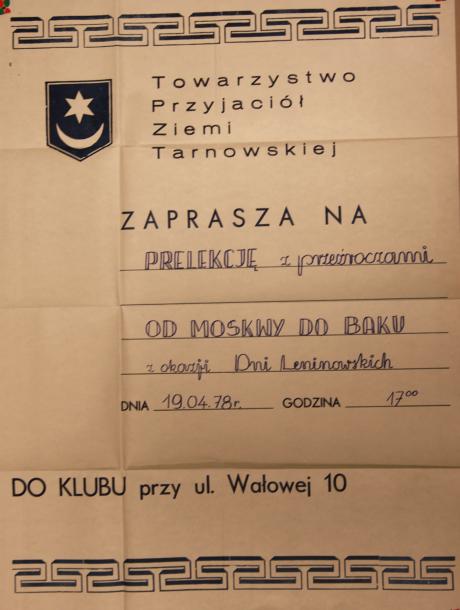 Towarzystwo
Przyjaciół
Ziemi
Tarnowskiej
ZAPRASZA NA
PRELEKCJĘ z przeźroczami
OD MOSKWY DO BAKU
z okazji Dni Leninowskich
DNIA 19.04.78r. GODZINA 17⁰⁰
DO KLUBU przy ul. Wałowej 10